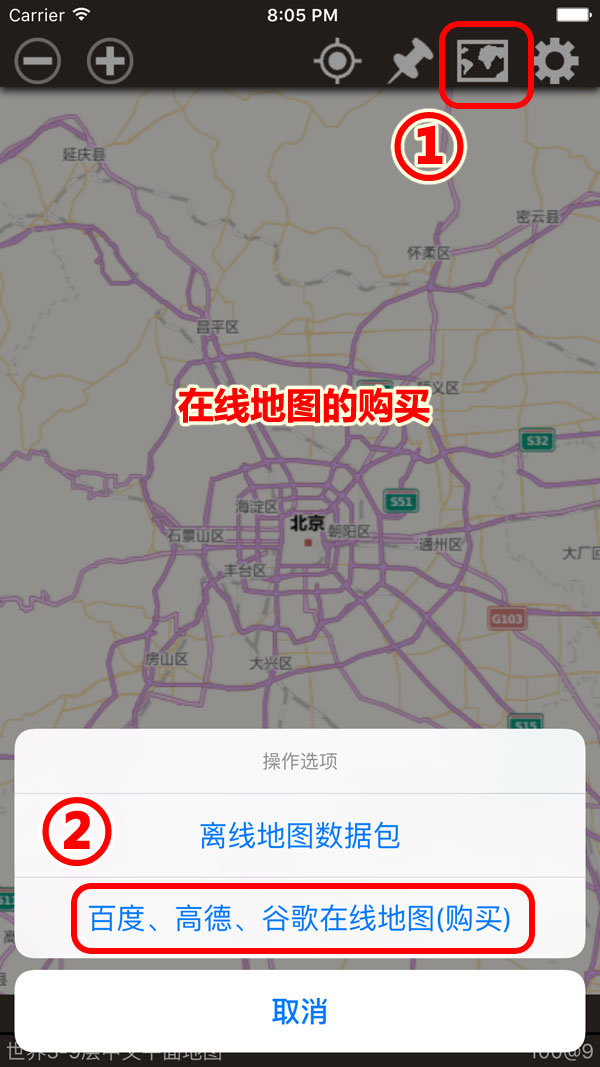 Carrier 8:05 PM
①
延庆县
密云县
怀柔区
昌平区
顺义区
在线地图的购买
S32
S51
海淀区
北京
朝阳区
石景山区
通州区
大厂回
丰台区
G103
房山区
大兴区
S15
操作选项
②
离线地图数据包
百度、高德、谷歌在线地图(购买)
取消
世界3-9层中文平面地图
100@9